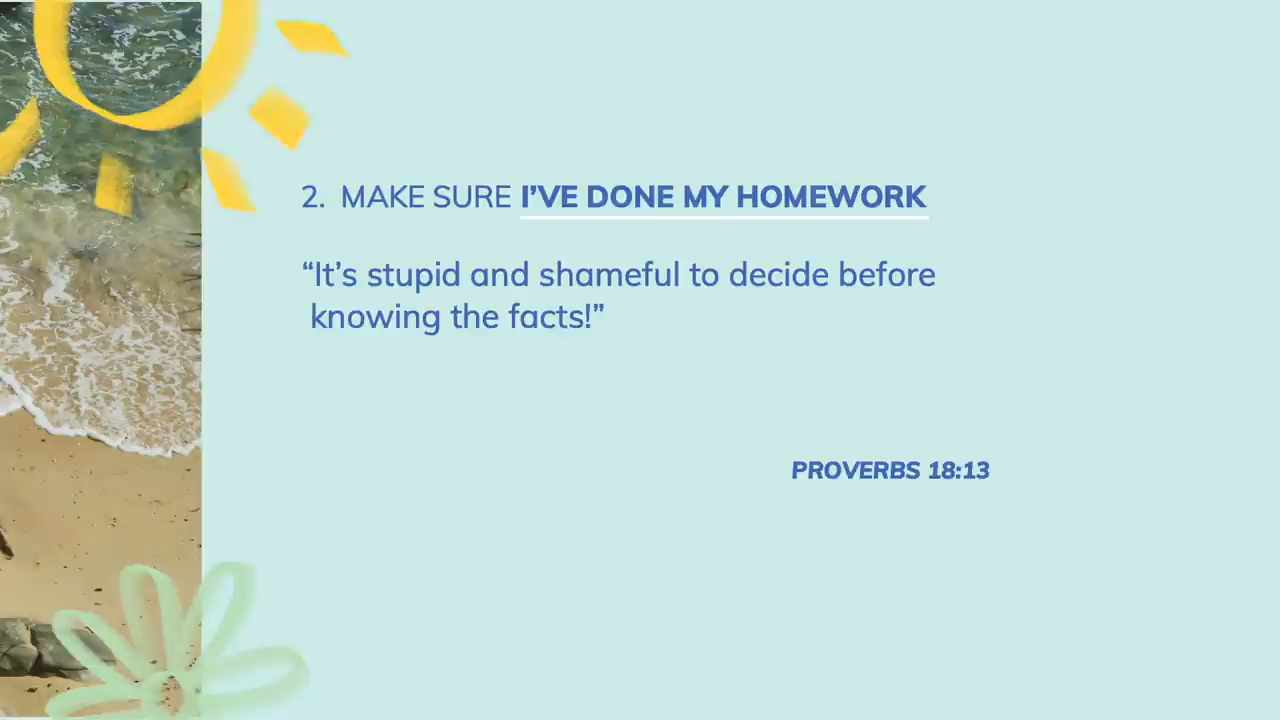 2. MAKE SURE I’VE DONE MY HOMEWORK
“It’s stupid and shameful to decide before
knowing the facts!”
PROVERBS 18:13